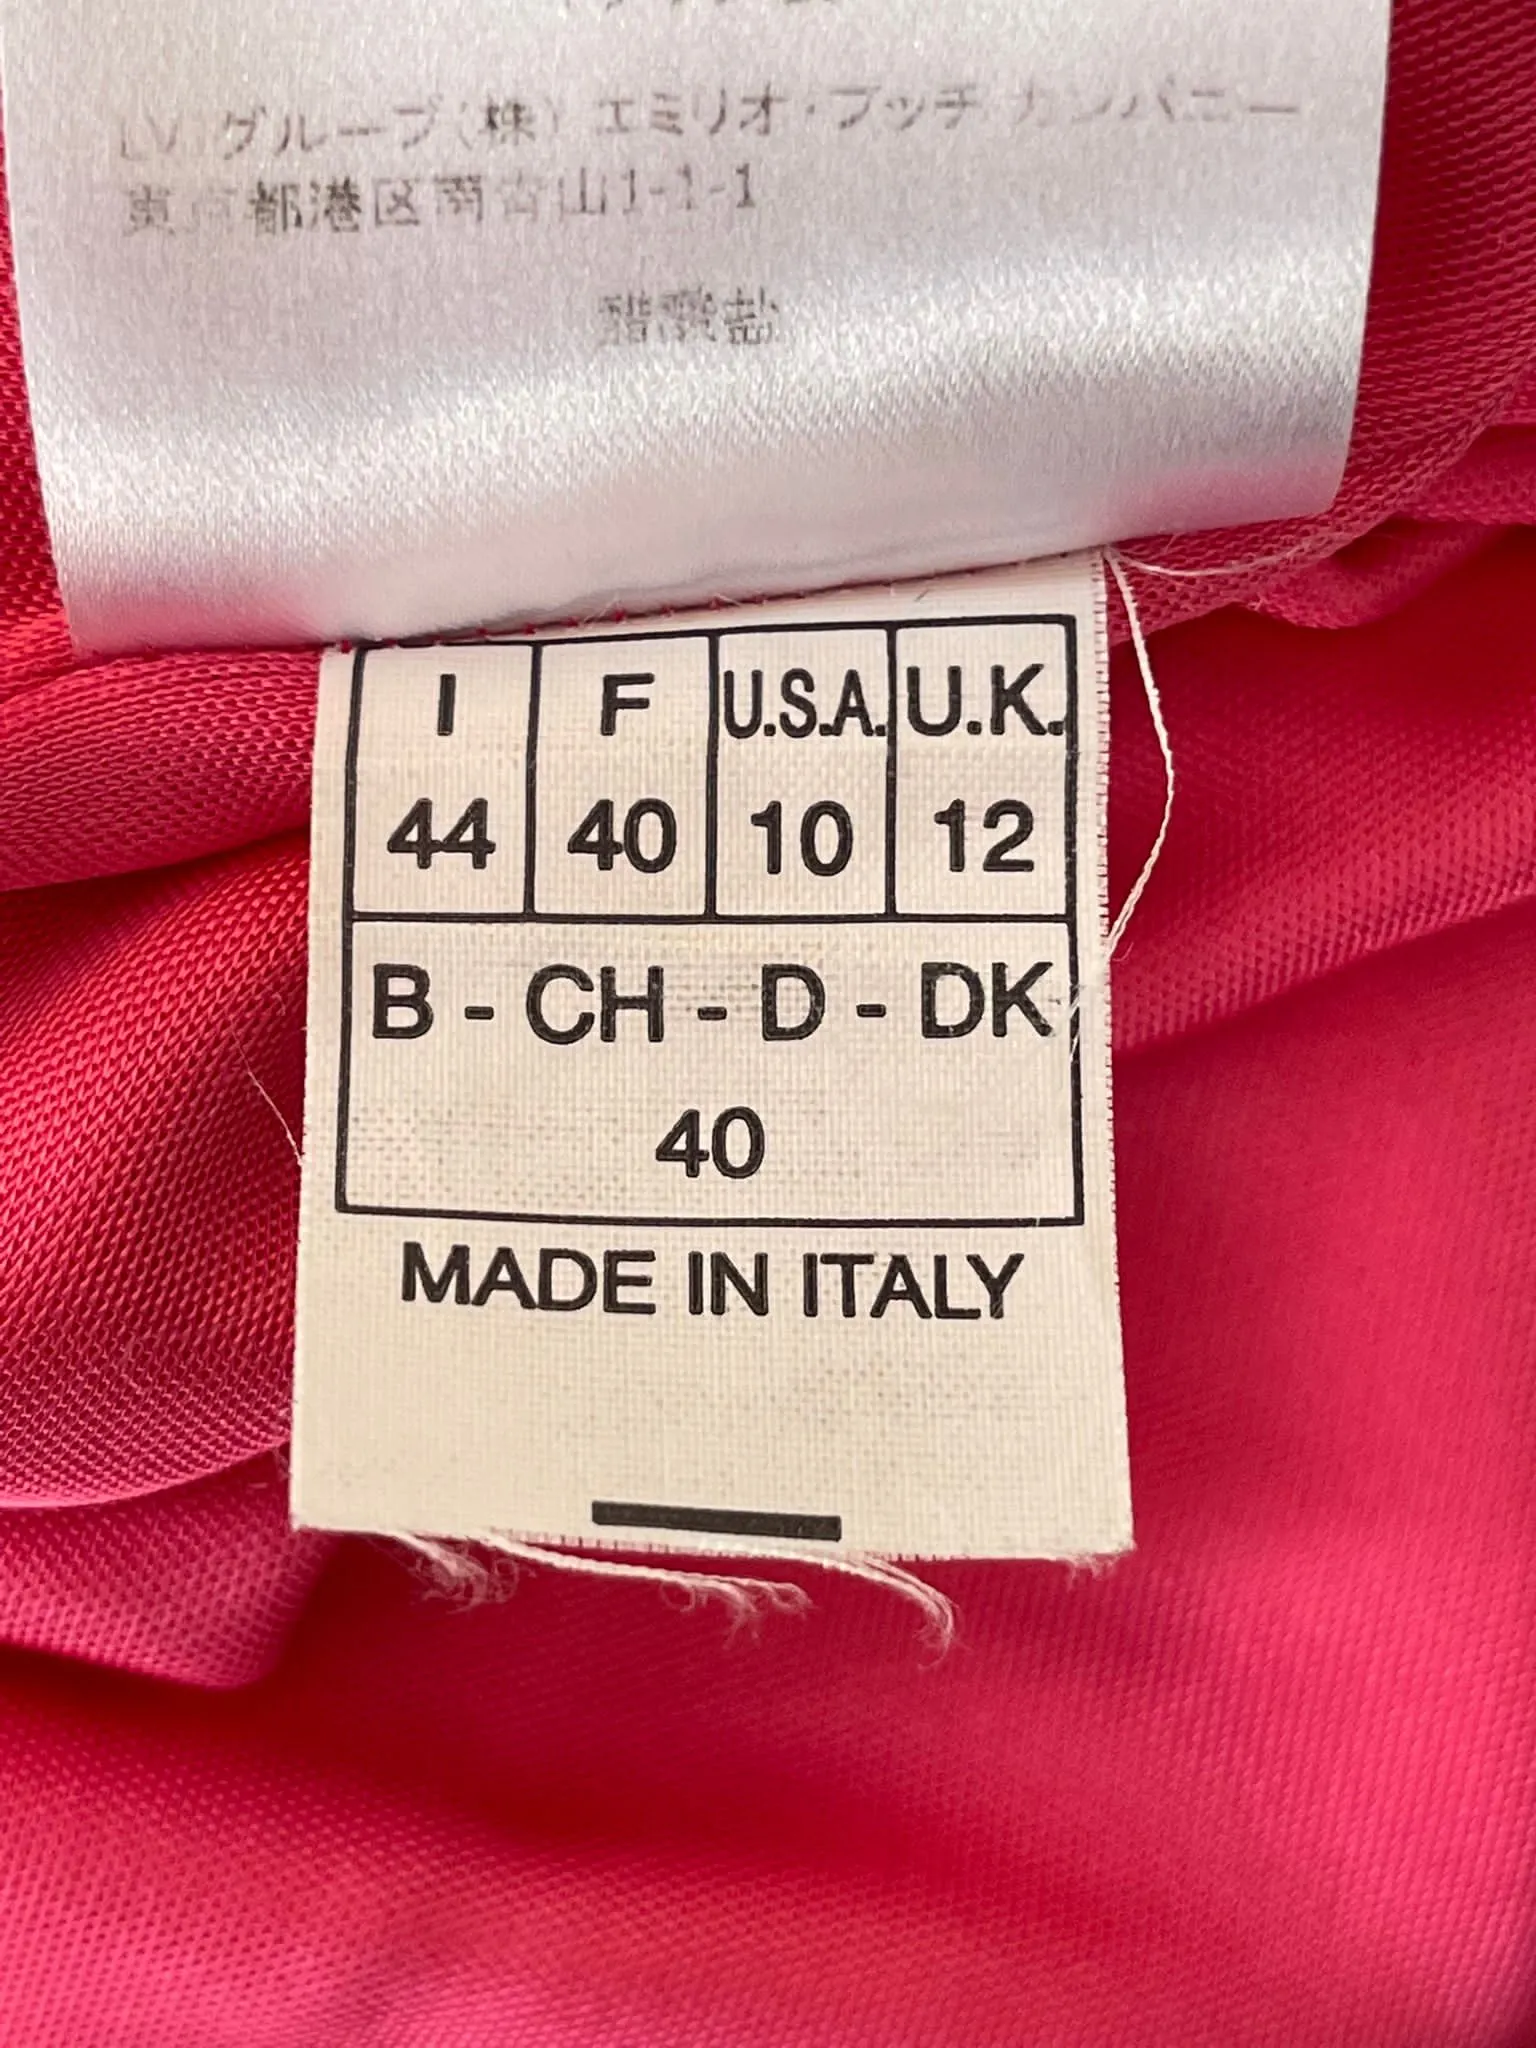 グループ(株) エミリオ・プッチ カンパニー
東京都港区南青山1-1-1
I F U.S.A. U.K.
44 40 10 12
B - CH - D - DK
40
MADE IN ITALY